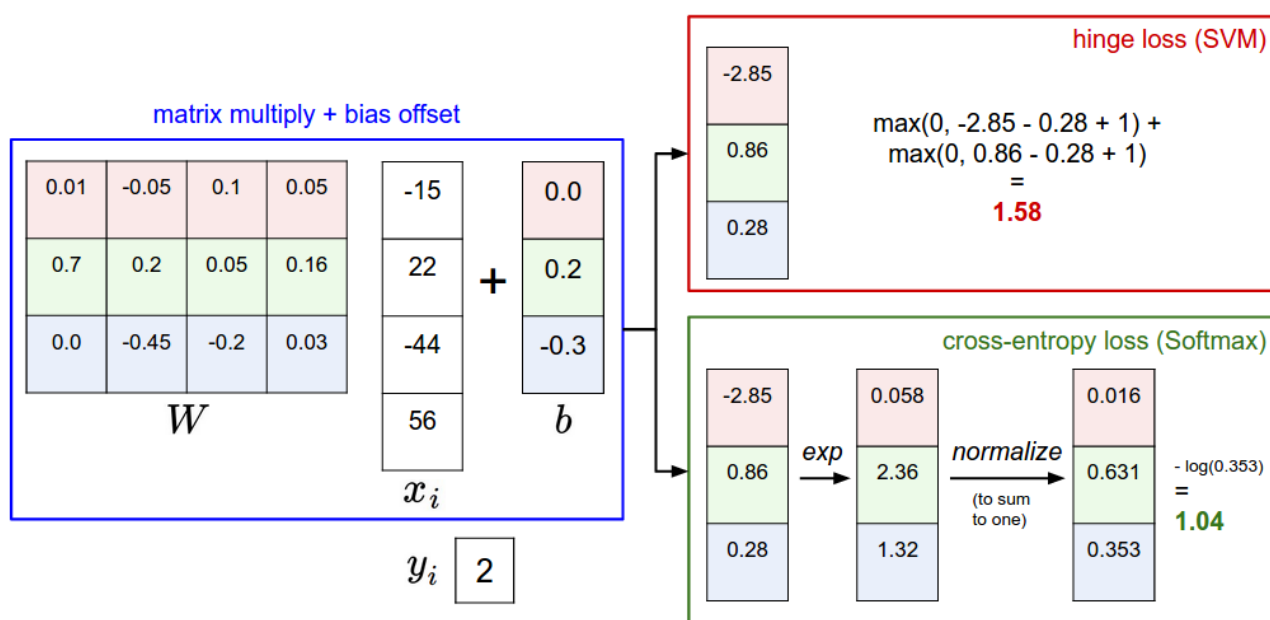 matrix multiply + bias offset
0.01 -0.05 0.1 0.05
0.7 0.2 0.05 0.16
0.0 -0.45 -0.2 0.03
W
-15
22
-44
56
x_i
+
0.0
0.2
-0.3
b
y_i 2
hinge loss (SVM)
-2.85
0.86
0.28
max(0, -2.85 - 0.28 + 1) +
max(0, 0.86 - 0.28 + 1)
=
1.58
cross-entropy loss (Softmax)
-2.85
0.86
0.28
exp
0.058
2.36
1.32
normalize
(to sum
to one)
0.016
0.631
0.353
- log(0.353)
=
1.04